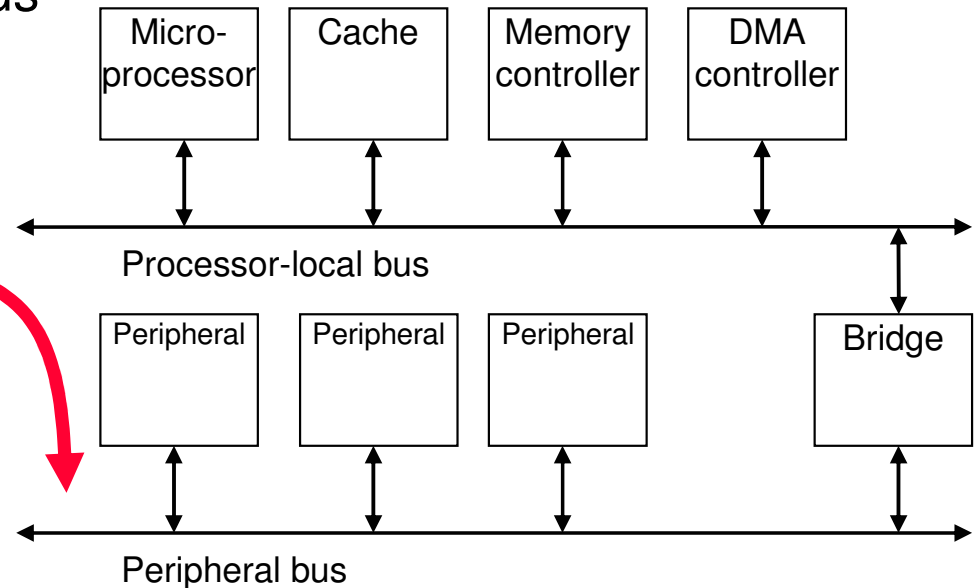 Micro-
processor
Cache
Memory
controller
DMA
controller
Processor-local bus
Peripheral
Peripheral
Peripheral
Bridge
Peripheral bus